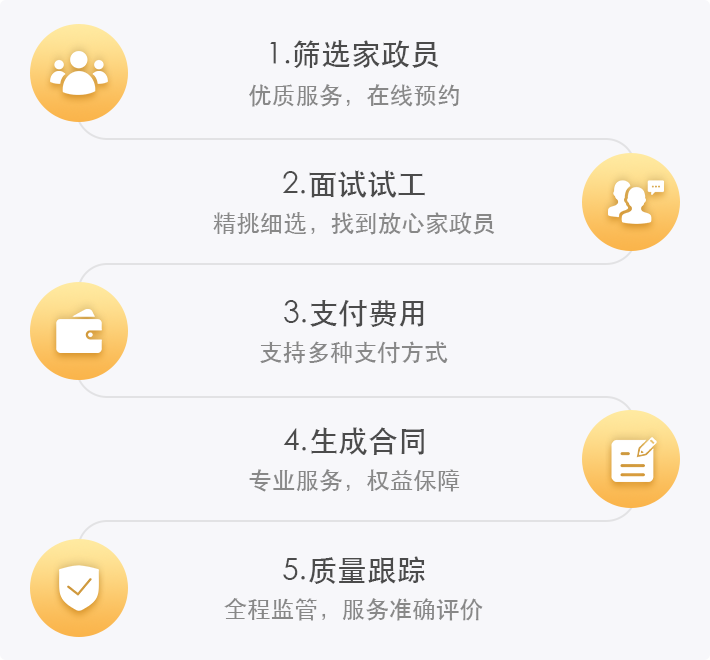 1.筛选家政员
优质服务，在线预约
2.面试试工
精挑细选，找到放心家政员
3.支付费用
支持多种支付方式
4.生成合同
专业服务，权益保障
5.质量跟踪
全程监管，服务准确评价